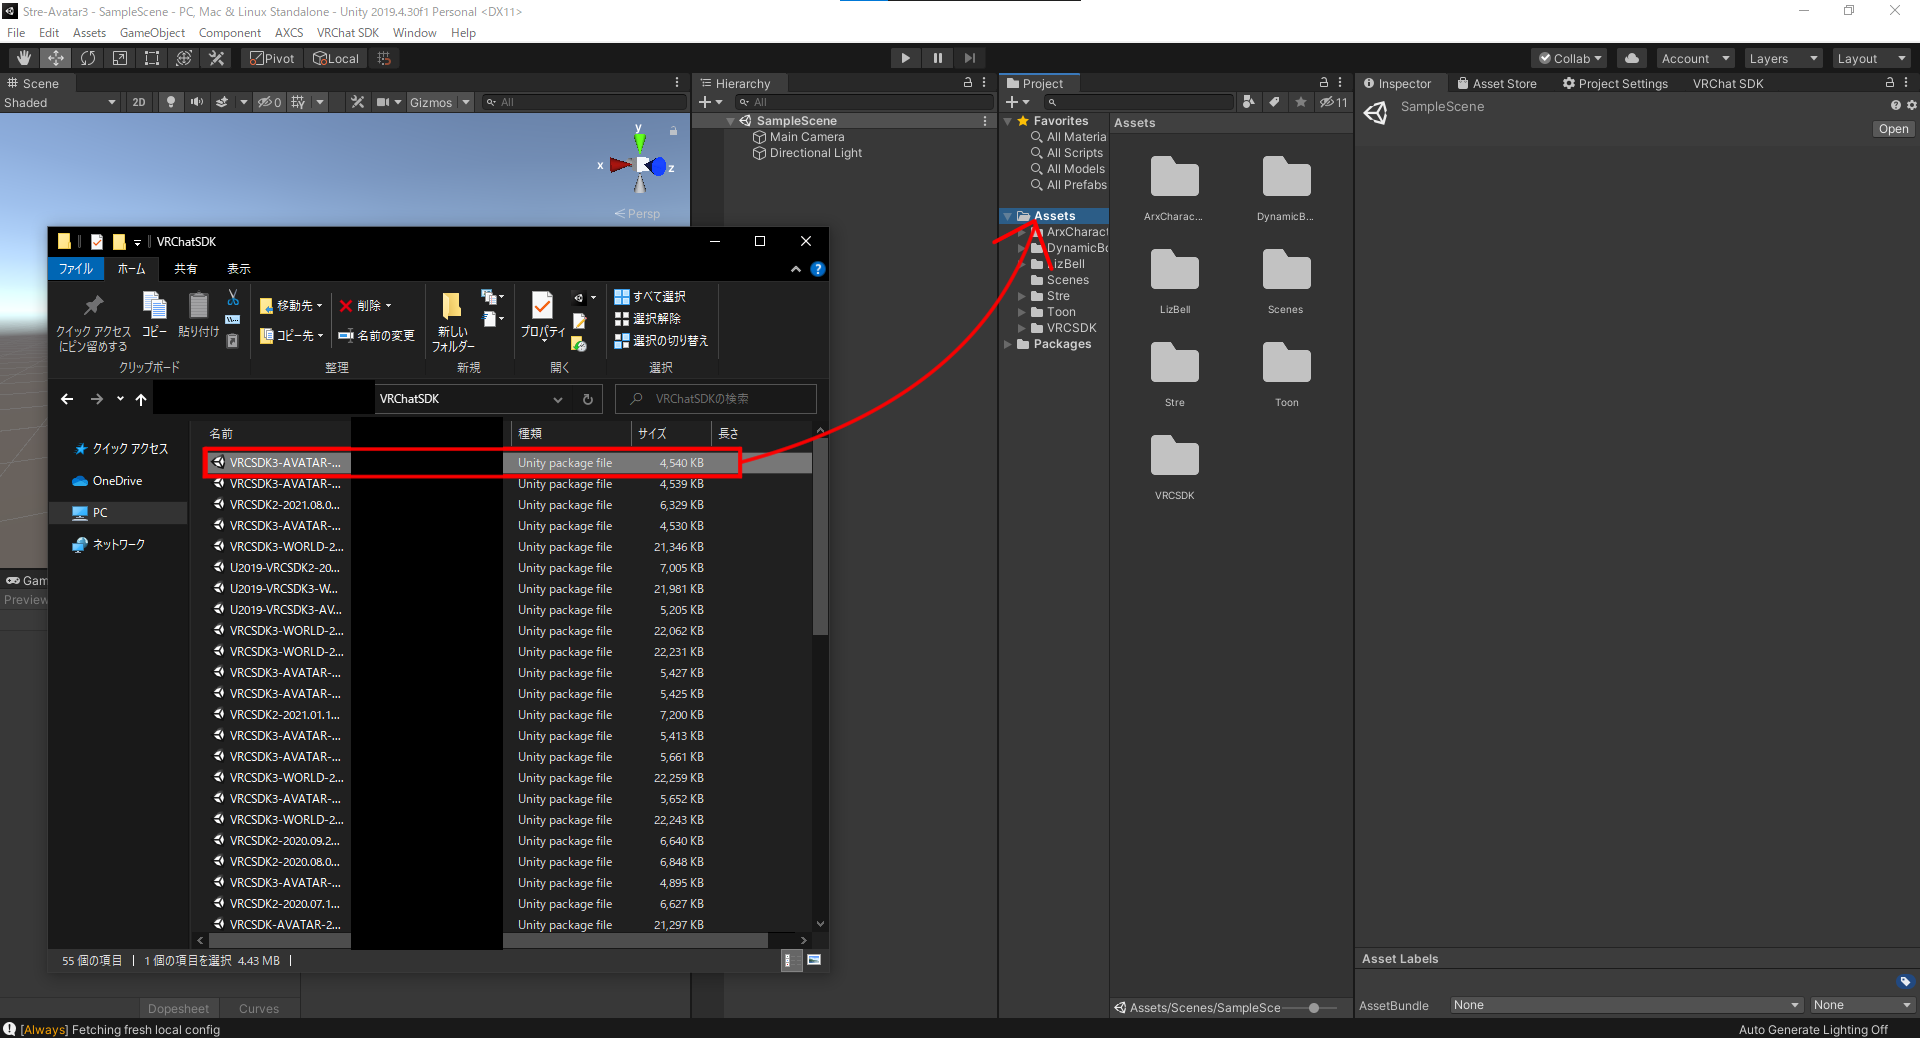 Stre-Avatar3 - SampleScene - PC, Mac & Linux Standalone - Unity 2019.4.30f1 Personal <DX11>
File Edit Assets GameObject Component AXCS VRChat SDK Window Help
Pivot Local Collab Account Layers Layout
Scene
Shaded 2D 0 Gizmos All
y
x z
Persp
Hierarchy
All
SampleScene
Main Camera
Directional Light
Project
11
Favorites
All Materia
All Scripts
All Models
All Prefabs
Assets
ArxCharact
DynamicBo
LizBell
Scenes
Stre
Toon
VRCSDK
Packages
Assets
ArxCharac... DynamicB...
LizBell Scenes
Stre Toon
VRCSDK
Assets/Scenes/SampleSce
Inspector Asset Store Project Settings VRChat SDK
SampleScene
Open
Asset Labels
AssetBundle None None
VRChatSDK
ファイル ホーム 共有 表示
クイック アクセス
にピン留めする
コピー
貼り付け
クリップボード
移動先 削除
コピー先 名前の変更
整理
新しい
フォルダー
新規
プロパティ
開く
すべて選択
選択解除
選択の切り替え
選択
VRChatSDK VRChatSDKの検索
クイック アクセス
OneDrive
PC
ネットワーク
名前 種類 サイズ 長さ
VRCSDK3-AVATAR-... Unity package file 4,540 KB
VRCSDK3-AVATAR-... Unity package file 4,539 KB
VRCSDK2-2021.08.0... Unity package file 6,329 KB
VRCSDK3-AVATAR-... Unity package file 4,530 KB
VRCSDK3-WORLD-2... Unity package file 21,346 KB
U2019-VRCSDK2-20... Unity package file 7,005 KB
U2019-VRCSDK3-W... Unity package file 21,981 KB
U2019-VRCSDK3-AV... Unity package file 5,205 KB
VRCSDK3-WORLD-2... Unity package file 22,062 KB
VRCSDK3-WORLD-2... Unity package file 22,231 KB
VRCSDK3-AVATAR-... Unity package file 5,427 KB
VRCSDK3-AVATAR-... Unity package file 5,425 KB
VRCSDK2-2021.01.1... Unity package file 7,200 KB
VRCSDK3-AVATAR-... Unity package file 5,413 KB
VRCSDK3-AVATAR-... Unity package file 5,661 KB
VRCSDK3-WORLD-2... Unity package file 22,259 KB
VRCSDK3-AVATAR-... Unity package file 5,652 KB
VRCSDK3-WORLD-2... Unity package file 22,243 KB
VRCSDK2-2020.09.2... Unity package file 6,640 KB
VRCSDK2-2020.08.0... Unity package file 6,848 KB
VRCSDK3-AVATAR-... Unity package file 4,895 KB
VRCSDK2-2020.07.1... Unity package file 6,627 KB
VRCSDK-AVATAR-2... Unity package file 21,297 KB
55 個の項目 1 個の項目を選択 4.43 MB
Gam
Preview
Dopesheet Curves
[Always] Fetching fresh local config
Auto Generate Lighting Off